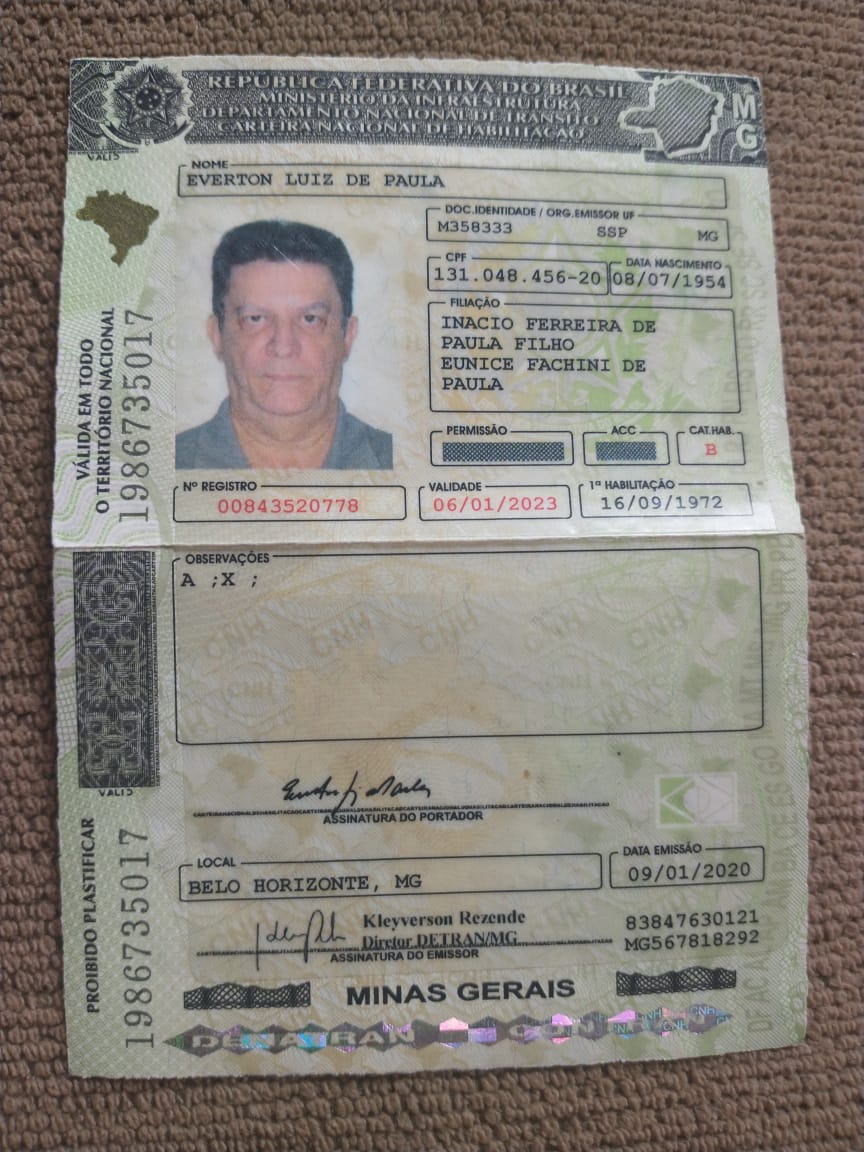 REPÚBLICA FEDERATIVA DO BRASIL
MINISTÉRIO DA INFRAESTRUTURA
DEPARTAMENTO NACIONAL DE TRÂNSITO
CARTEIRA NACIONAL DE HABILITAÇÃO
MG
NOME
EVERTON LUIZ DE PAULA
DOC.IDENTIDADE / ORG.EMISSOR UF
M358333 SSP MG
CPF
131.048.456-20
DATA NASCIMENTO
08/07/1954
FILIAÇÃO
INACIO FERREIRA DE
PAULA FILHO
EUNICE FACHINI DE
PAULA
PERMISSÃO
ACC
CAT.HAB.
B
Nº REGISTRO
00843520778
VALIDADE
06/01/2023
1ª HABILITAÇÃO
16/09/1972
VÁLIDA EM TODO
O TERRITÓRIO NACIONAL
1986735017
OBSERVAÇÕES
A ;X ;
ASSINATURA DO PORTADOR
LOCAL
BELO HORIZONTE, MG
DATA EMISSÃO
09/01/2020
Kleyverson Rezende
Diretor DETRAN/MG
ASSINATURA DO EMISSOR
83847630121
MG567818292
PROIBIDO PLASTIFICAR
1986735017
MINAS GERAIS
DENATRAN CONTRAN